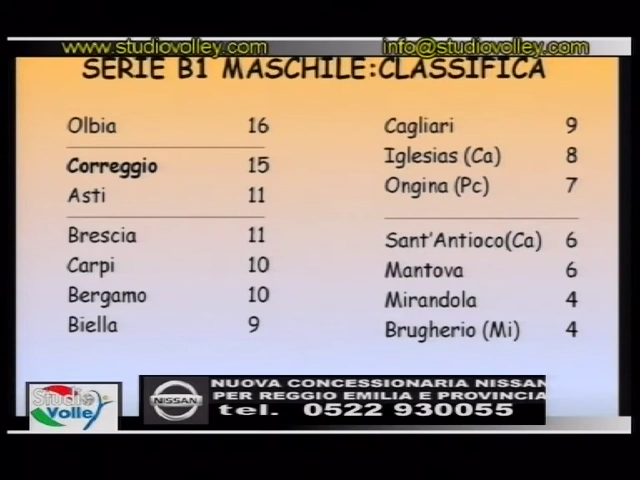 www.studiovolley.com
info@studiovolley.com
SERIE B1 MASCHILE:CLASSIFICA
Olbia 16
Correggio 15
Asti 11
Brescia 11
Carpi 10
Bergamo 10
Biella 9
Cagliari 9
Iglesias (Ca) 8
Ongina (Pc) 7
Sant'Antioco(Ca) 6
Mantova 6
Mirandola 4
Brugherio (Mi) 4
Studio
Volley
NISSAN
NUOVA CONCESSIONARIA NISSAN
PER REGGIO EMILIA E PROVINCIA
tel. 0522 930055